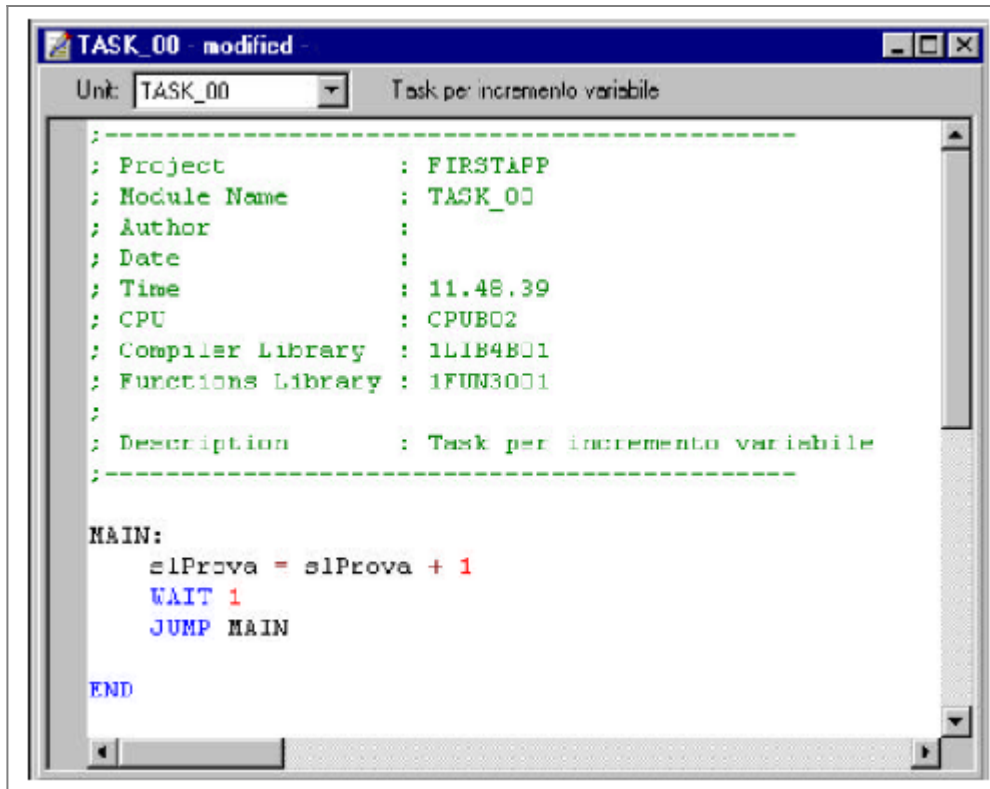 TASK_00 - modified -
Unit: TASK_00 Task per incremento variabile
;---------------------------------------------
; Project : FIRSTAPP
; Module Name : TASK_00
; Author :
; Date :
; Time : 11.48.39
; CPU : CPUB02
; Compiler Library : 1LIB4B01
; Functions Library : 1FUN3001
;
; Description : Task per incremento variabile
;---------------------------------------------
MAIN:
slProva = slProva + 1
WAIT 1
JUMP MAIN
END